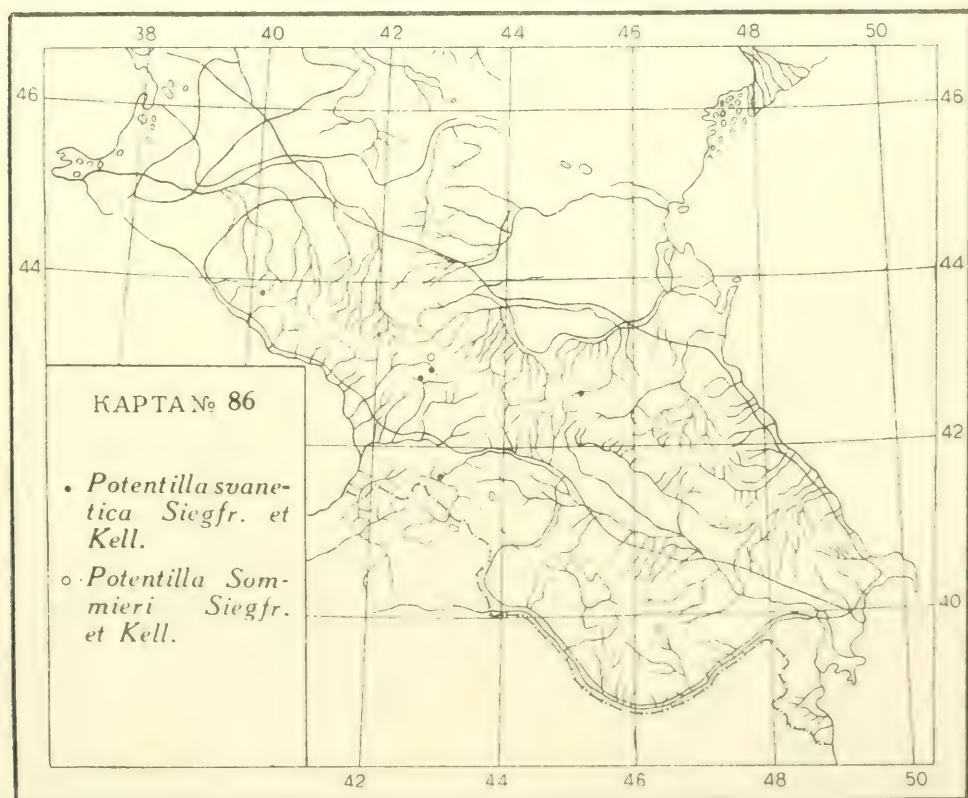 38 40 42 44 46 48 50
46 46
44 44
КАРТА № 86
42
• Potentilla svane-
tica Siegfr. et
Kell.
○ Potentilla Som-
mieri Siegfr.
et Kell.
40
42 44 46 48 50